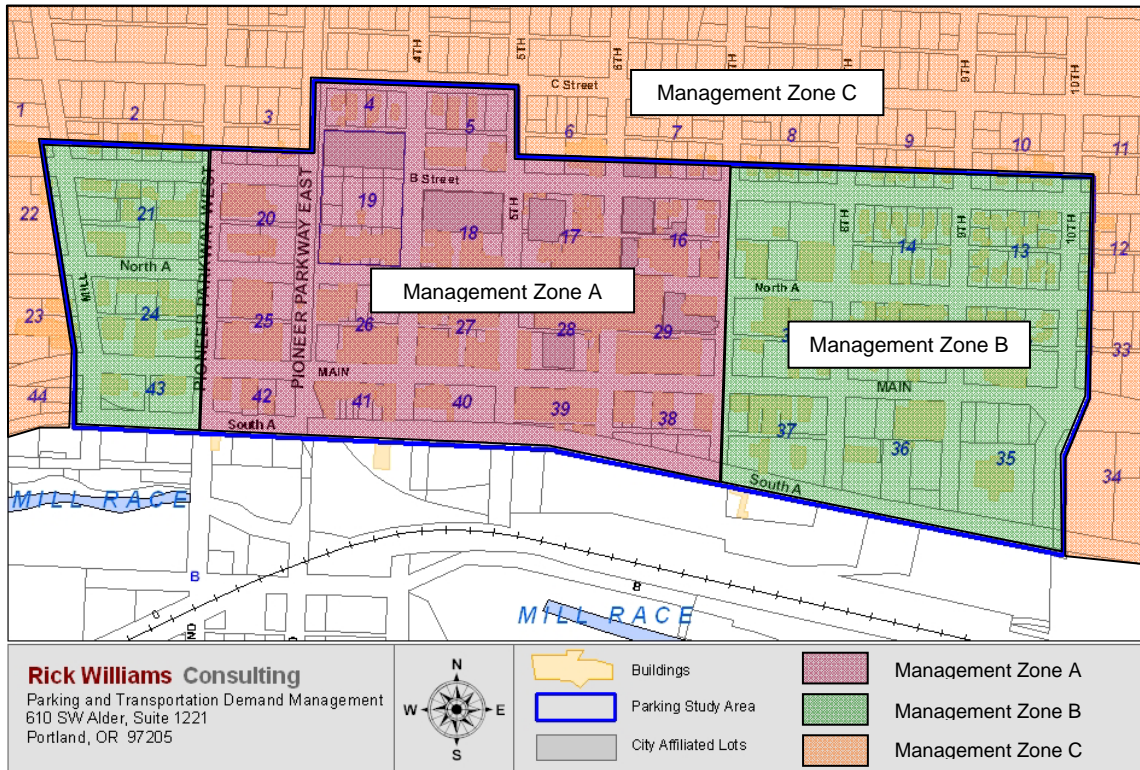 4TH
5TH
6TH
9TH
10TH
C Street
Management Zone C
1
2
3
4
5
6
7
8
9
10
11
B Street
22
21
20
19
18
5TH
17
16
8TH
14
9TH
13
10TH
12
PIONEER PARKWAY WEST
PIONEER PARKWAY EAST
North A
MILL
Management Zone A
North A
23
24
25
26
27
28
29
Management Zone B
33
MAIN
MAIN
44
43
42
41
40
39
38
37
36
35
34
South A
South A
MILL RACE
B
B
MILL RACE
Rick Williams Consulting
Parking and Transportation Demand Management
610 SW Alder, Suite 1221
Portland, OR 97205
N
W
E
S
Buildings
Parking Study Area
City Affiliated Lots
Management Zone A
Management Zone B
Management Zone C